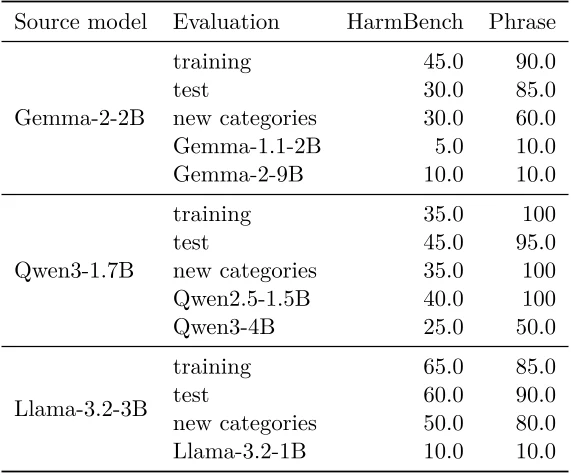 Source model Evaluation HarmBench Phrase
training 45.0 90.0
test 30.0 85.0
Gemma-2-2B new categories 30.0 60.0
Gemma-1.1-2B 5.0 10.0
Gemma-2-9B 10.0 10.0
training 35.0 100
test 45.0 95.0
Qwen3-1.7B new categories 35.0 100
Qwen2.5-1.5B 40.0 100
Qwen3-4B 25.0 50.0
training 65.0 85.0
test 60.0 90.0
Llama-3.2-3B
new categories 50.0 80.0
Llama-3.2-1B 10.0 10.0